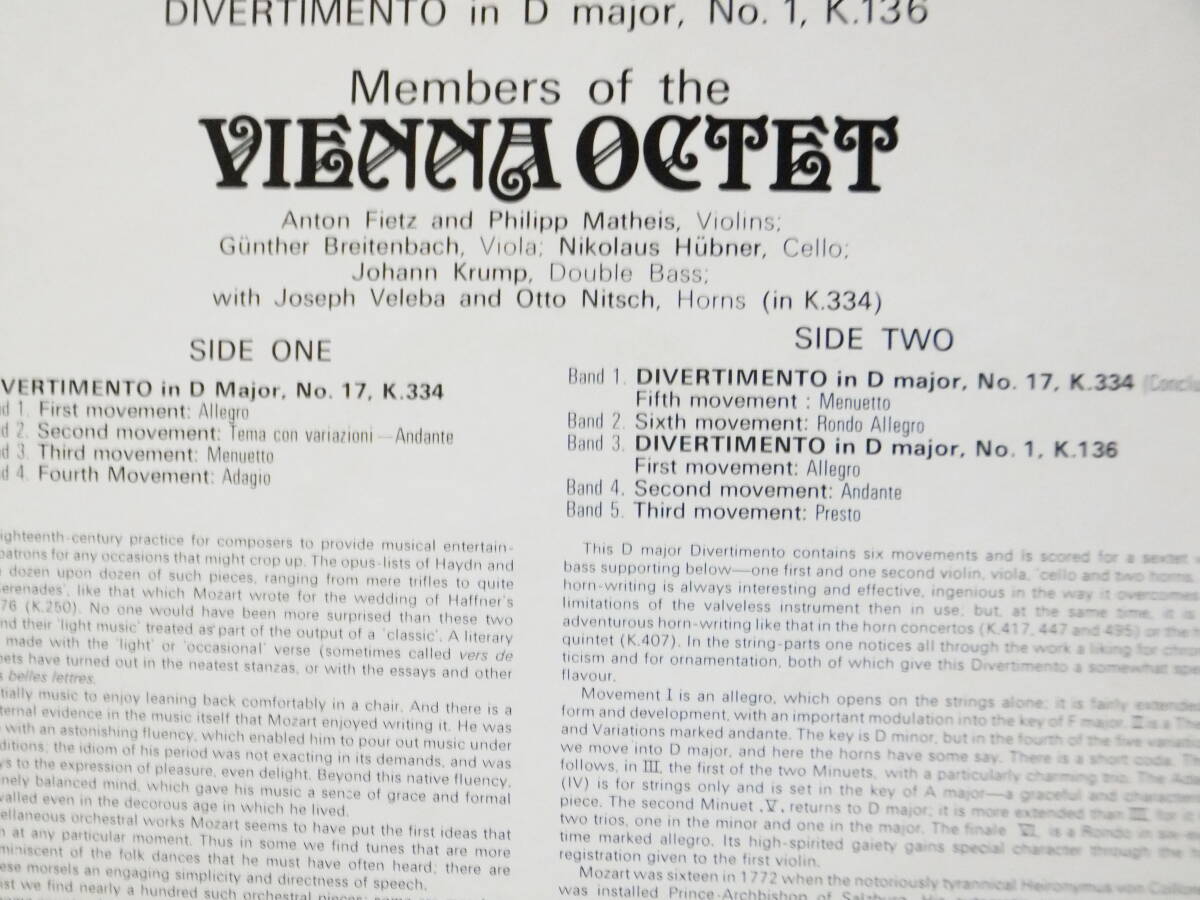 DIVERTIMENTO in D major, No. 1, K.136
Members of the
VIENNA OCTET
Anton Fietz and Philipp Matheis, Violins;
Günther Breitenbach, Viola; Nikolaus Hübner, Cello;
Johann Krump, Double Bass;
with Joseph Veleba and Otto Nitsch, Horns (in K.334)
SIDE ONE
VERTIMENTO in D Major, No. 17, K.334
d 1. First movement: Allegro
d 2. Second movement: Tema con variazioni—Andante
d 3. Third movement: Menuetto
d 4. Fourth Movement: Adagio
SIDE TWO
Band 1. DIVERTIMENTO in D major, No. 17, K.334
Fifth movement : Menuetto
Band 2. Sixth movement: Rondo Allegro
Band 3. DIVERTIMENTO in D major, No. 1, K.136
First movement: Allegro
Band 4. Second movement: Andante
Band 5. Third movement: Presto
ighteenth-century practice for composers to provide musical entertain-
patrons for any occasions that might crop up. The opus-lists of Haydn and
dozen upon dozen of such pieces, ranging from mere trifles to quite
erenades', like that which Mozart wrote for the wedding of Haffner's
76 (K.250). No one would have been more surprised than these two
nd their 'light music' treated as part of the output of a 'classic'. A literary
made with the 'light' or 'occasional' verse (sometimes called vers de
ets have turned out in the neatest stanzas, or with the essays and other
s belles lettres.
tially music to enjoy leaning back comfortably in a chair. And there is a
ternal evidence in the music itself that Mozart enjoyed writing it. He was
with an astonishing fluency, which enabled him to pour out music under
ditions; the idiom of his period was not exacting in its demands, and was
ys to the expression of pleasure, even delight. Beyond this native fluency,
nely balanced mind, which gave his music a sense of grace and formal
valled even in the decorous age in which he lived.
ellaneous orchestral works Mozart seems to have put the first ideas that
n at any particular moment. Thus in some we find tunes that are more
miniscent of the folk dances that he must have often heard; there are
ese morsels an engaging simplicity and directness of speech.
ist we find nearly a hundred such orchestral pieces;
This D major Divertimento contains six movements and is scored for a sextet
bass supporting below—one first and one second violin, viola, 'cello and two horns.
horn-writing is always interesting and effective, ingenious in the way it overcomes
limitations of the valveless instrument then in use; but, at the same time, it is
adventurous horn-writing like that in the horn concertos (K.417, 447 and 495) or the
quintet (K.407). In the string-parts one notices all through the work a liking for
ticism and for ornamentation, both of which give this Divertimento a somewhat
flavour.
Movement I is an allegro, which opens on the strings alone; it is fairly extended
form and development, with an important modulation into the key of F major. II is a
and Variations marked andante. The key is D minor, but in the fourth of the five
we move into D major, and here the horns have some say. There is a short coda.
follows, in III, the first of the two Minuets, with a particularly charming trio. The
(IV) is for strings only and is set in the key of A major—a graceful and
piece. The second Minuet, V, returns to D major; it is more extended than III, for it
two trios, one in the minor and one in the major. The finale VI, is a Rondo in
time marked allegro. Its high-spirited gaiety gains special character through the
registration given to the first violin.
Mozart was sixteen in 1772 when the notoriously tyrannical Heironymus von
was installed Prince-Archbishop of Salzburg.